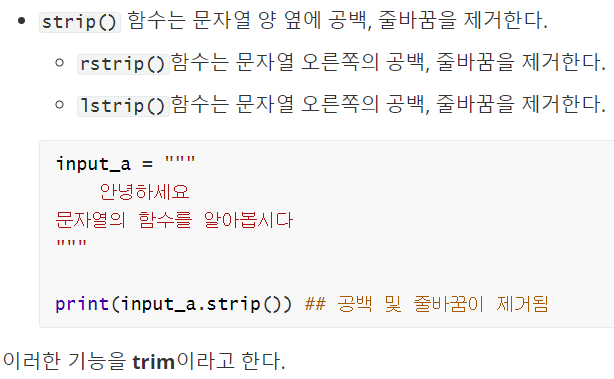 strip() 함수는 문자열 양 옆에 공백, 줄바꿈을 제거한다.
rstrip()함수는 문자열 오른쪽의 공백, 줄바꿈을 제거한다.
lstrip()함수는 문자열 오른쪽의 공백, 줄바꿈을 제거한다.
input_a = """
    안녕하세요
문자열의 함수를 알아봅시다
"""
print(input_a.strip()) ## 공백 및 줄바꿈이 제거됨
이러한 기능을 trim이라고 한다.